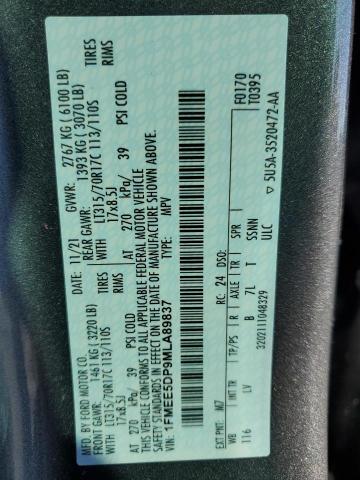 MFD. BY FORD MOTOR CO.
DATE: 11/21 GVWR: 2767 KG ( 6100 LB)
FRONT GAWR: 1461 KG ( 3220 LB) REAR GAWR: 1393 KG ( 3070 LB)
WITH LT315/70R17C 113/110S TIRES WITH LT315/70R17C 113/110S TIRES
17x8.5J RIMS 17x8.5J RIMS
AT 270 kPa/ 39 PSI COLD AT 270 kPa/ 39 PSI COLD
THIS VEHICLE CONFORMS TO ALL APPLICABLE FEDERAL MOTOR VEHICLE
SAFETY AND THEFT PREVENTION STANDARDS IN EFFECT ON THE DATE OF MANUFACTURE SHOWN ABOVE.
VIN: 1FMEE5DP9MLA89837
TYPE: MPV
F0170
T0395
EXT PNT: M7 RC: 24 DSO:
WB TP/PS R AXLE TR SPR
116 LV B 7L T SSNN
3202111048329 ULC
5U5A-3520472-AA